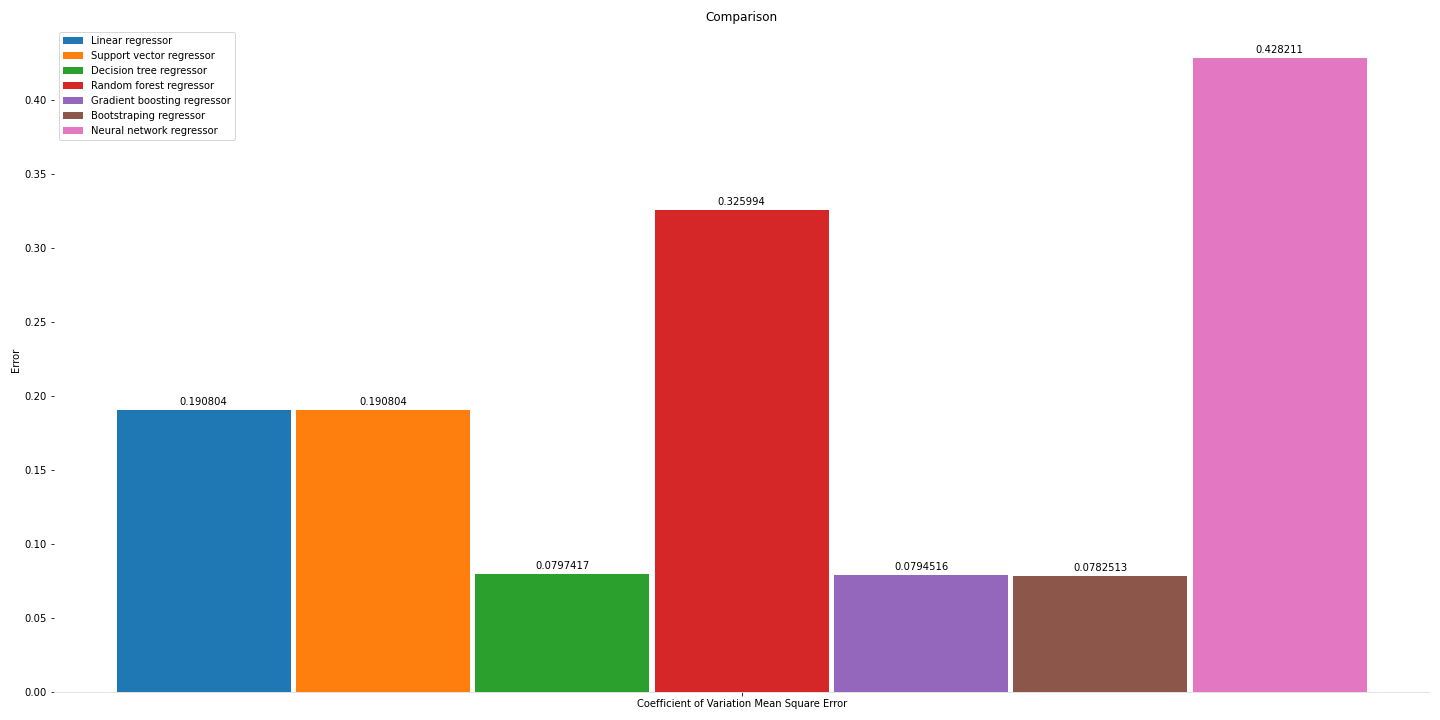 Comparison
Linear regressor
Support vector regressor
Decision tree regressor
Random forest regressor
Gradient boosting regressor
Bootstraping regressor
Neural network regressor
0.428211
0.40
0.35
0.325994
0.30
0.25
Error
0.20
0.190804
0.190804
0.15
0.10
0.0797417
0.0794516
0.0782513
0.05
0.00
Coefficient of Variation Mean Square Error